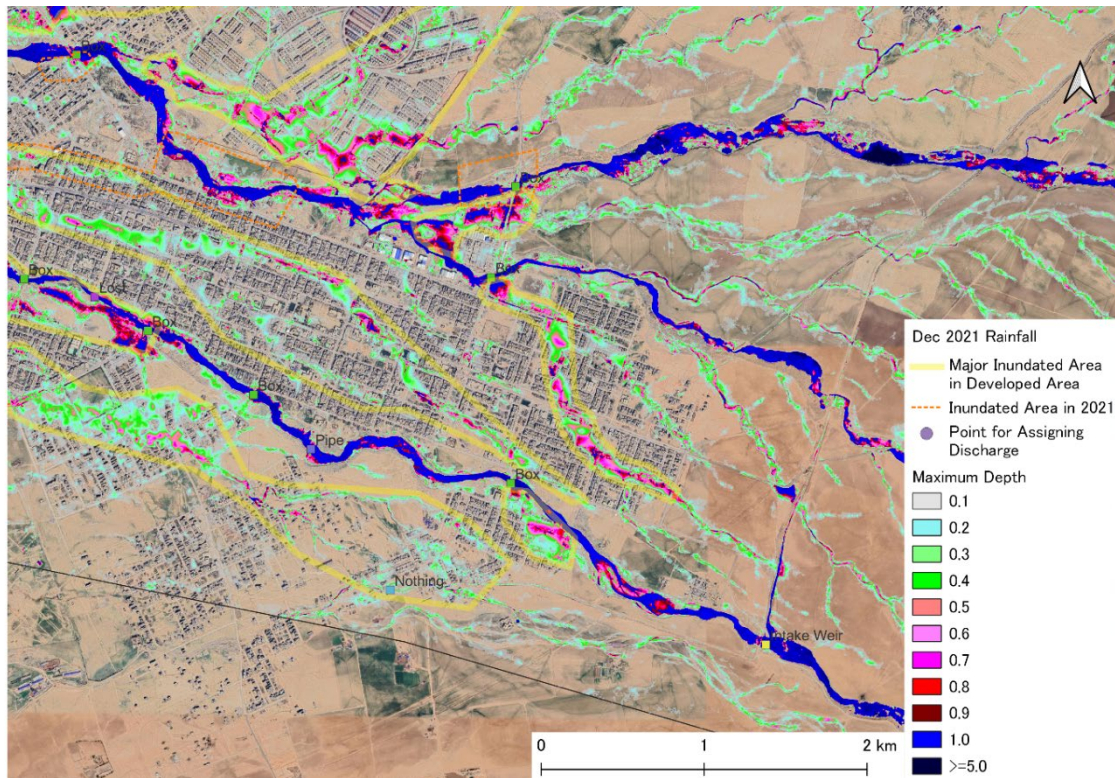 Box
Box
Box
Lost
Box
Box
Pipe
Box
Nothing
Intake Weir
Dec 2021 Rainfall
Major Inundated Area
in Developed Area
Inundated Area in 2021
Point for Assigning
Discharge
Maximum Depth
0.1
0.2
0.3
0.4
0.5
0.6
0.7
0.8
0.9
1.0
>=5.0
0 1 2 km